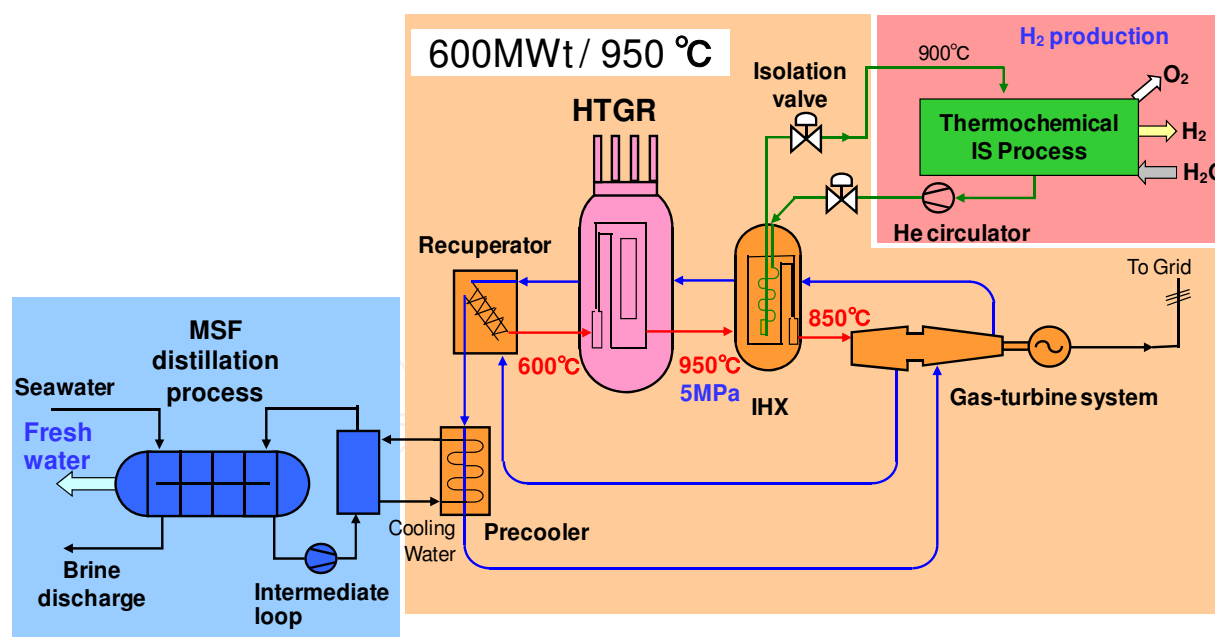 600MWt / 950 ℃
H₂ production
900℃
Isolation
valve
O₂
HTGR
Thermochemical
IS Process
H₂
H₂O
Recuperator
He circulator
To Grid
MSF
distillation
process
850℃
600℃
950℃
5MPa
IHX
Gas-turbine system
Seawater
Fresh
water
Cooling
Water
Precooler
Brine
discharge
Intermediate
loop